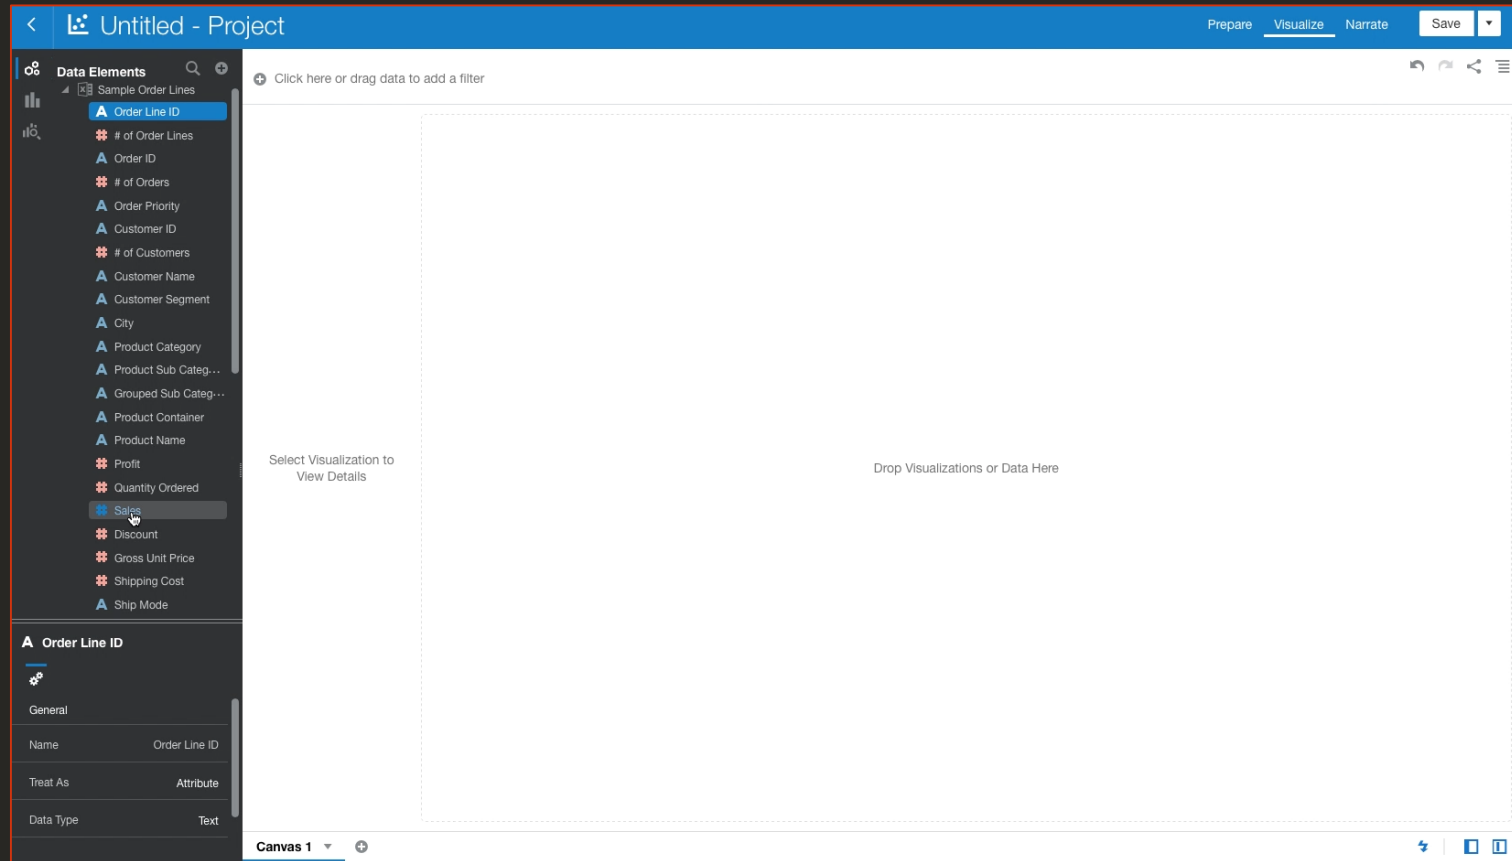 Untitled - Project
Prepare
Visualize
Narrate
Save
Data Elements
Sample Order Lines
A Order Line ID
# of Order Lines
A Order ID
# of Orders
A Order Priority
A Customer ID
# of Customers
A Customer Name
A Customer Segment
A City
A Product Category
A Product Sub Categ...
A Grouped Sub Categ...
A Product Container
A Product Name
Profit
Quantity Ordered
Sales
Discount
Gross Unit Price
Shipping Cost
A Ship Mode
A Order Line ID
General
Name Order Line ID
Treat As Attribute
Data Type Text
Click here or drag data to add a filter
Select Visualization to
View Details
Drop Visualizations or Data Here
Canvas 1